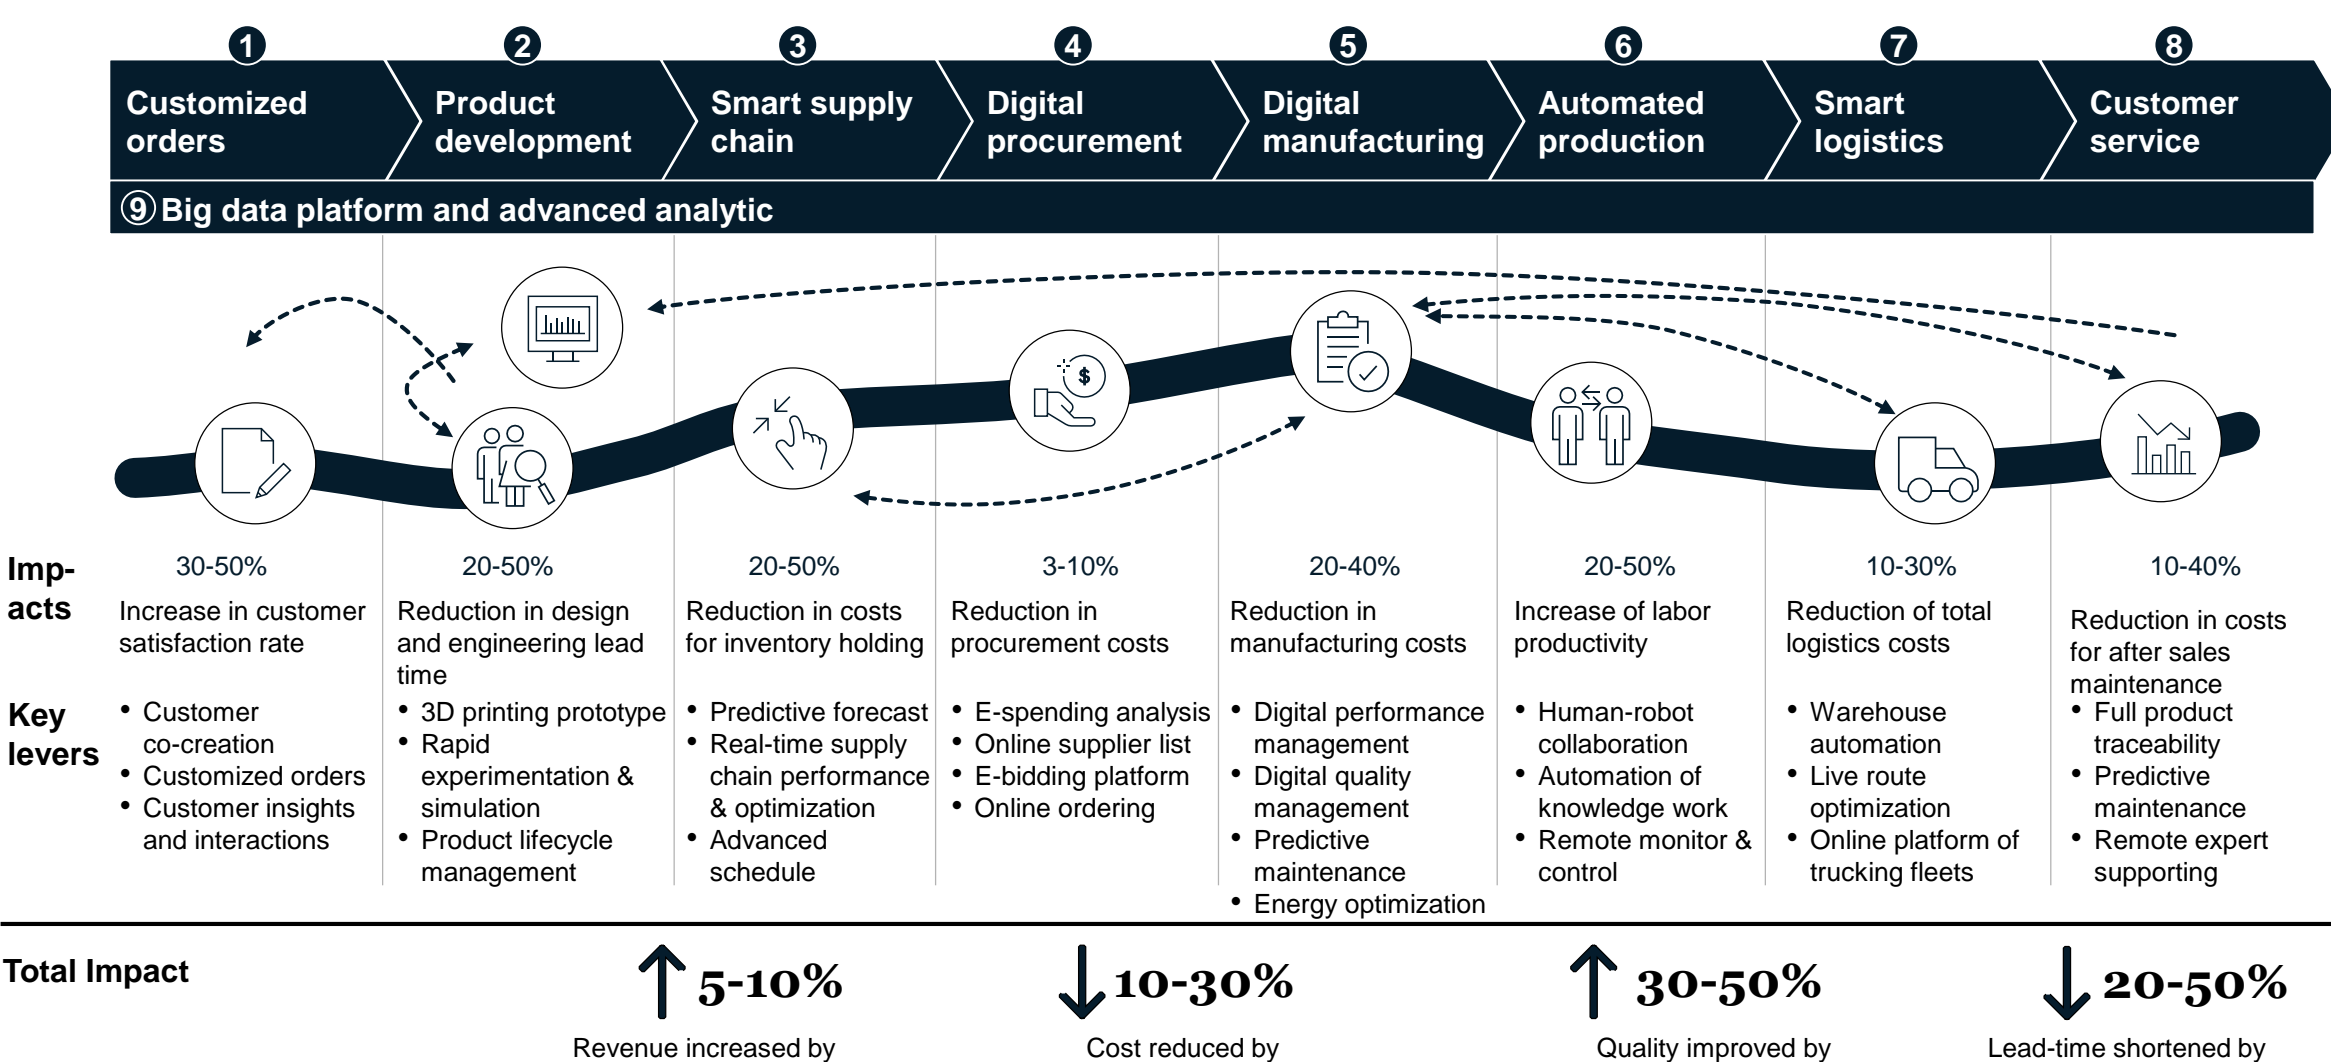 1
2
3
4
5
6
7
8
Customized
orders
Product
development
Smart supply
chain
Digital
procurement
Digital
manufacturing
Automated
production
Smart
logistics
Customer
service
9 Big data platform and advanced analytic
$
Imp-
acts
30-50%
Increase in customer
satisfaction rate
20-50%
Reduction in design
and engineering lead
time
20-50%
Reduction in costs
for inventory holding
3-10%
Reduction in
procurement costs
20-40%
Reduction in
manufacturing costs
20-50%
Increase of labor
productivity
10-30%
Reduction of total
logistics costs
10-40%
Reduction in costs
for after sales
maintenance
Key
levers
• Customer
co-creation
• Customized orders
• Customer insights
and interactions
• 3D printing prototype
• Rapid
experimentation &
simulation
• Product lifecycle
management
• Predictive forecast
• Real-time supply
chain performance
& optimization
• Advanced
schedule
• E-spending analysis
• Online supplier list
• E-bidding platform
• Online ordering
• Digital performance
management
• Digital quality
management
• Predictive
maintenance
• Energy optimization
• Human-robot
collaboration
• Automation of
knowledge work
• Remote monitor &
control
• Warehouse
automation
• Live route
optimization
• Online platform of
trucking fleets
• Full product
traceability
• Predictive
maintenance
• Remote expert
supporting
Total Impact
5-10%
Revenue increased by
10-30%
Cost reduced by
30-50%
Quality improved by
20-50%
Lead-time shortened by